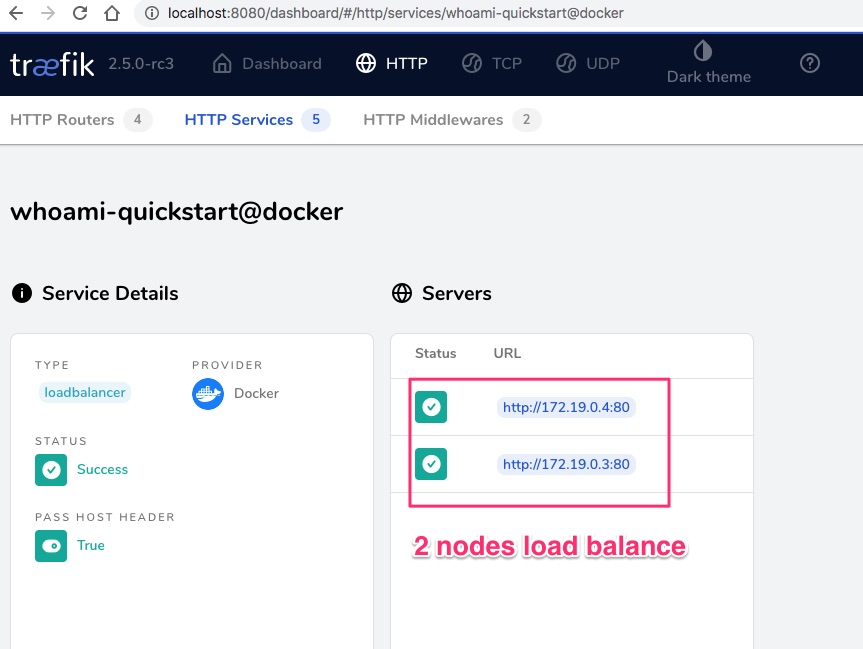 localhost:8080/dashboard/#/http/services/whoami-quickstart@docker
træfik 2.5.0-rc3 Dashboard HTTP TCP UDP Dark theme
HTTP Routers 4 HTTP Services 5 HTTP Middlewares 2
whoami-quickstart@docker
Service Details
TYPE PROVIDER
loadbalancer Docker
STATUS
Success
PASS HOST HEADER
True
Servers
Status URL
http://172.19.0.4:80
http://172.19.0.3:80
2 nodes load balance